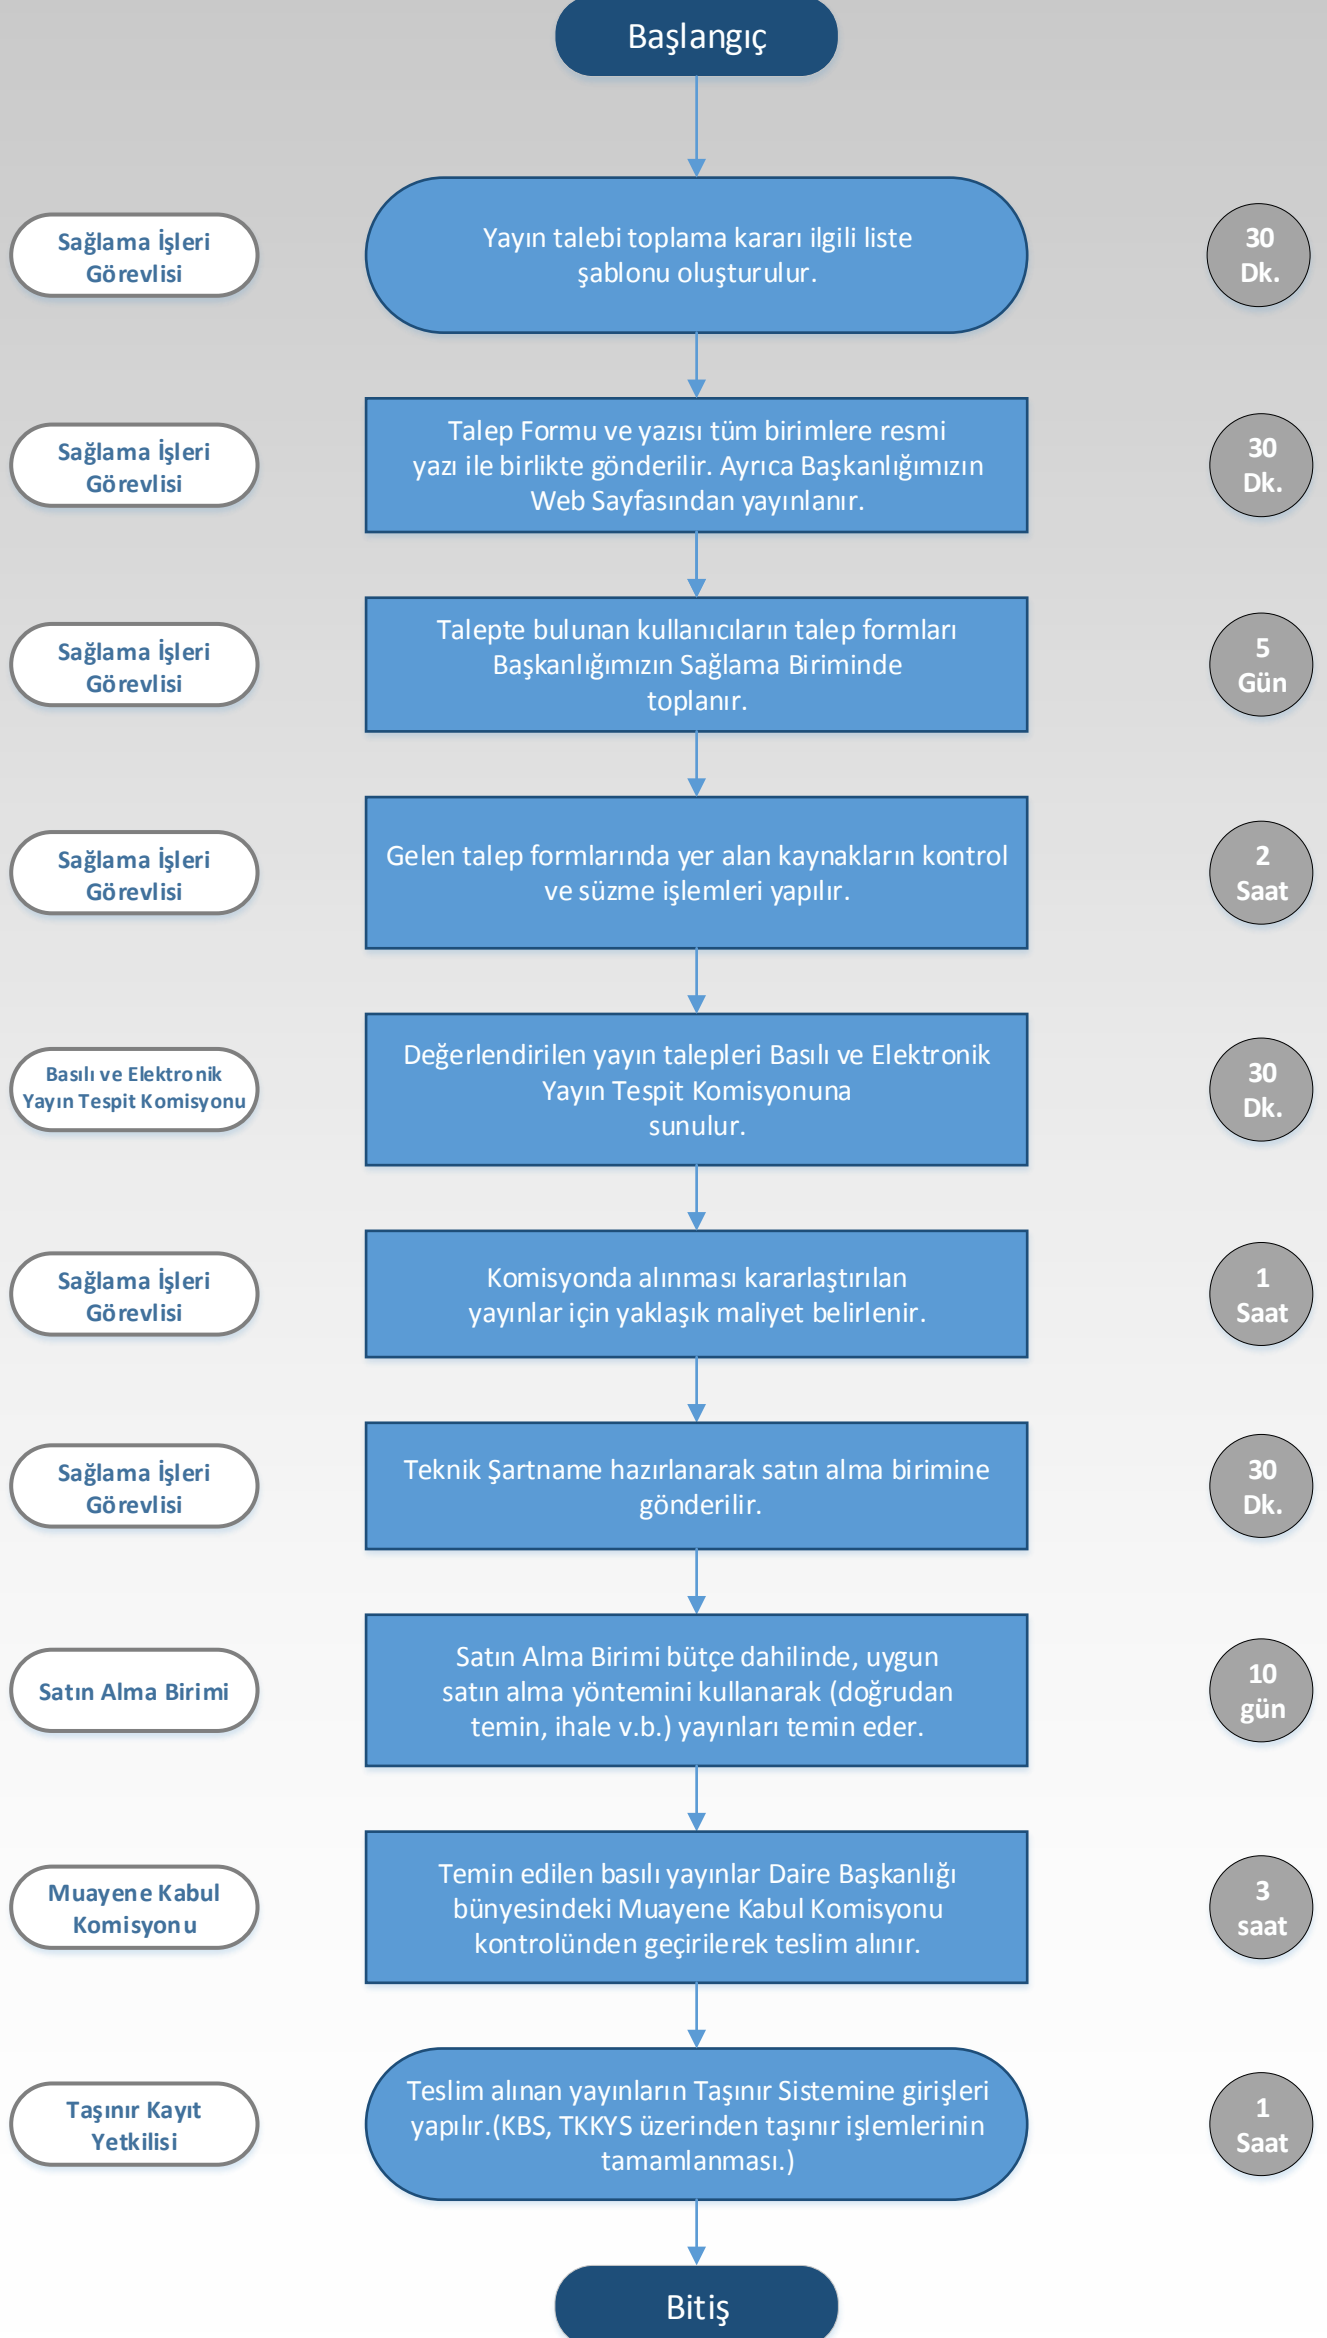 Başlangıç
Sağlama İşleri
Görevlisi
Yayın talebi toplama kararı ilgili liste
şablonu oluşturulur.
30
Dk.
Sağlama İşleri
Görevlisi
Talep Formu ve yazısı tüm birimlere resmi
yazı ile birlikte gönderilir. Ayrıca Başkanlığımızın
Web Sayfasından yayınlanır.
30
Dk.
Sağlama İşleri
Görevlisi
Talepte bulunan kullanıcıların talep formları
Başkanlığımızın Sağlama Biriminde
toplanır.
5
Gün
Sağlama İşleri
Görevlisi
Gelen talep formlarında yer alan kaynakların kontrol
ve süzme işlemleri yapılır.
2
Saat
Basılı ve Elektronik
Yayın Tespit Komisyonu
Değerlendirilen yayın talepleri Basılı ve Elektronik
Yayın Tespit Komisyonuna
sunulur.
30
Dk.
Sağlama İşleri
Görevlisi
Komisyonda alınması kararlaştırılan
yayınlar için yaklaşık maliyet belirlenir.
1
Saat
Sağlama İşleri
Görevlisi
Teknik Şartname hazırlanarak satın alma birimine
gönderilir.
30
Dk.
Satın Alma Birimi
Satın Alma Birimi bütçe dahilinde, uygun
satın alma yöntemini kullanarak (doğrudan
temin, ihale v.b.) yayınları temin eder.
10
gün
Muayene Kabul
Komisyonu
Temin edilen basılı yayınlar Daire Başkanlığı
bünyesindeki Muayene Kabul Komisyonu
kontrolünden geçirilerek teslim alınır.
3
saat
Taşınır Kayıt
Yetkilisi
Teslim alınan yayınların Taşınır Sistemine girişleri
yapılır.(KBS, TKKYS üzerinden taşınır işlemlerinin
tamamlanması.)
1
Saat
Bitiş